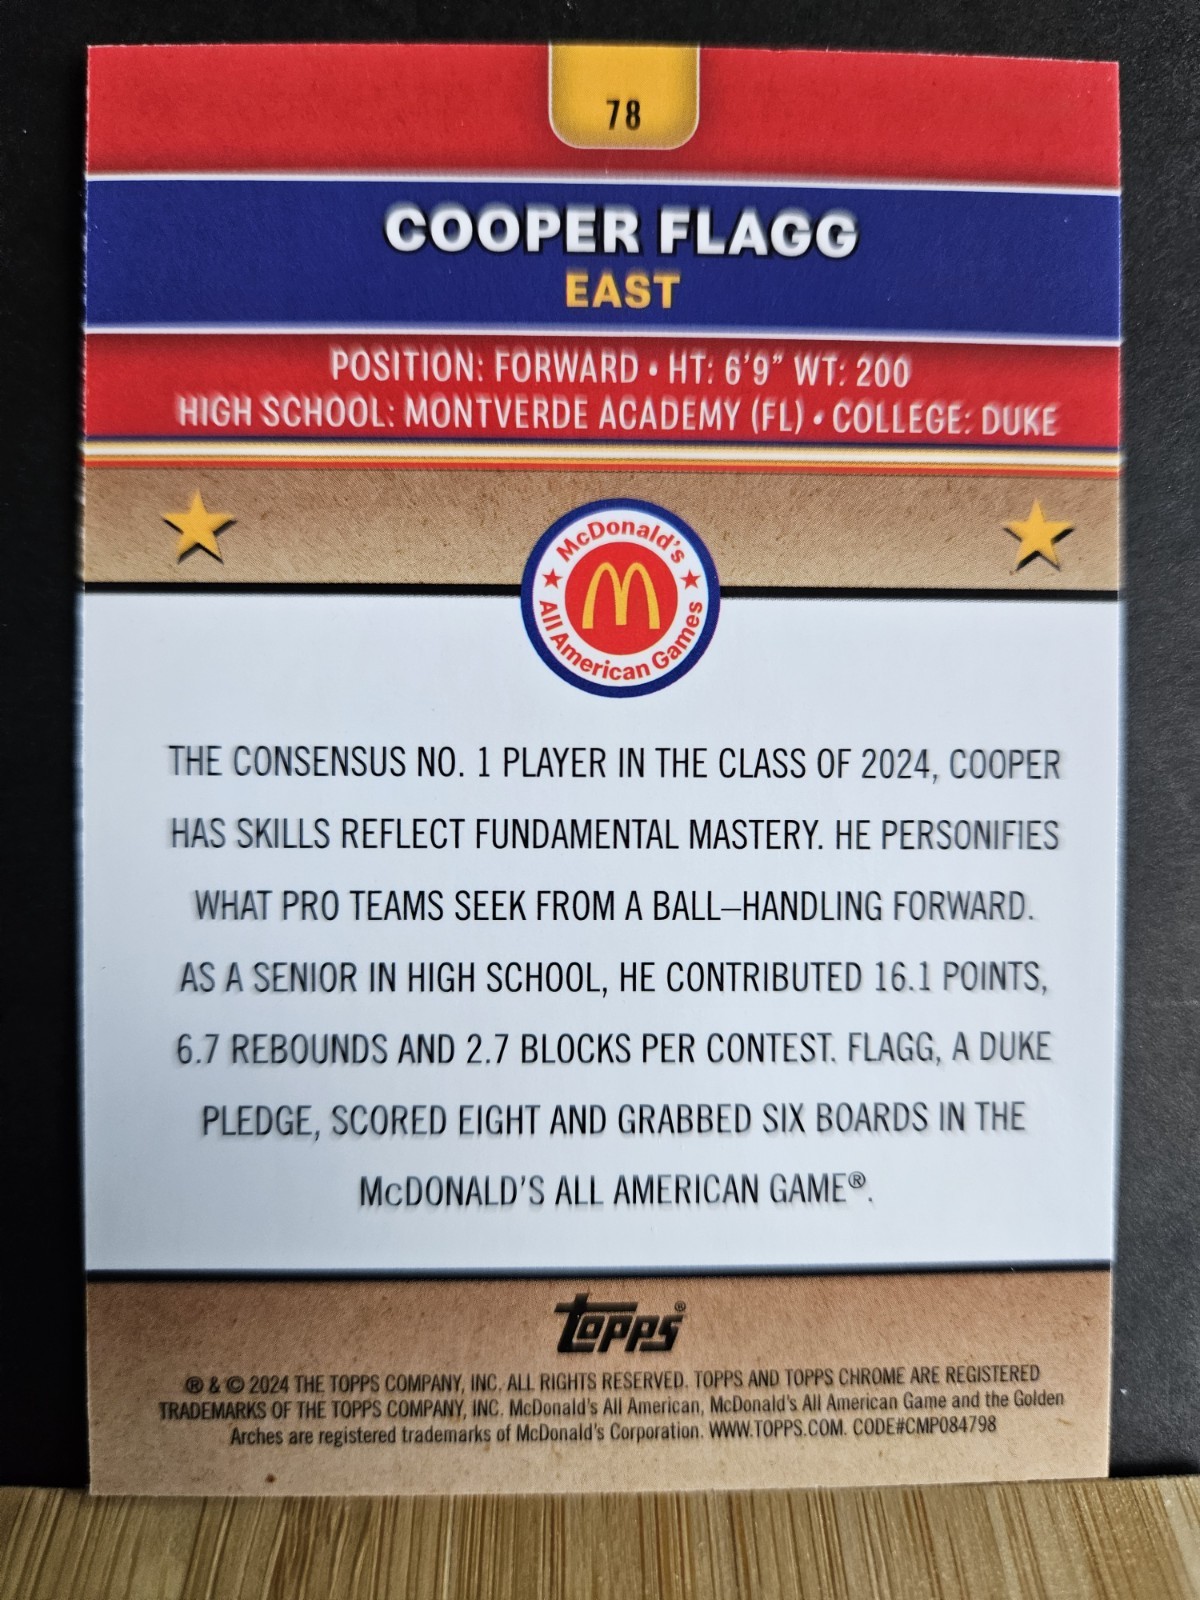 78
COOPER FLAGG
EAST
POSITION: FORWARD • HT: 6'9" WT: 200
HIGH SCHOOL: MONTVERDE ACADEMY (FL) • COLLEGE: DUKE
McDonald's
All American Games
THE CONSENSUS NO. 1 PLAYER IN THE CLASS OF 2024, COOPER
HAS SKILLS REFLECT FUNDAMENTAL MASTERY. HE PERSONIFIES
WHAT PRO TEAMS SEEK FROM A BALL–HANDLING FORWARD.
AS A SENIOR IN HIGH SCHOOL, HE CONTRIBUTED 16.1 POINTS,
6.7 REBOUNDS AND 2.7 BLOCKS PER CONTEST. FLAGG, A DUKE
PLEDGE, SCORED EIGHT AND GRABBED SIX BOARDS IN THE
McDONALD'S ALL AMERICAN GAME®.
topps®
® & © 2024 THE TOPPS COMPANY, INC. ALL RIGHTS RESERVED. TOPPS AND TOPPS CHROME ARE REGISTERED
TRADEMARKS OF THE TOPPS COMPANY, INC. McDonald's All American, McDonald's All American Game and the Golden
Arches are registered trademarks of McDonald's Corporation. WWW.TOPPS.COM. CODE#CMP084798